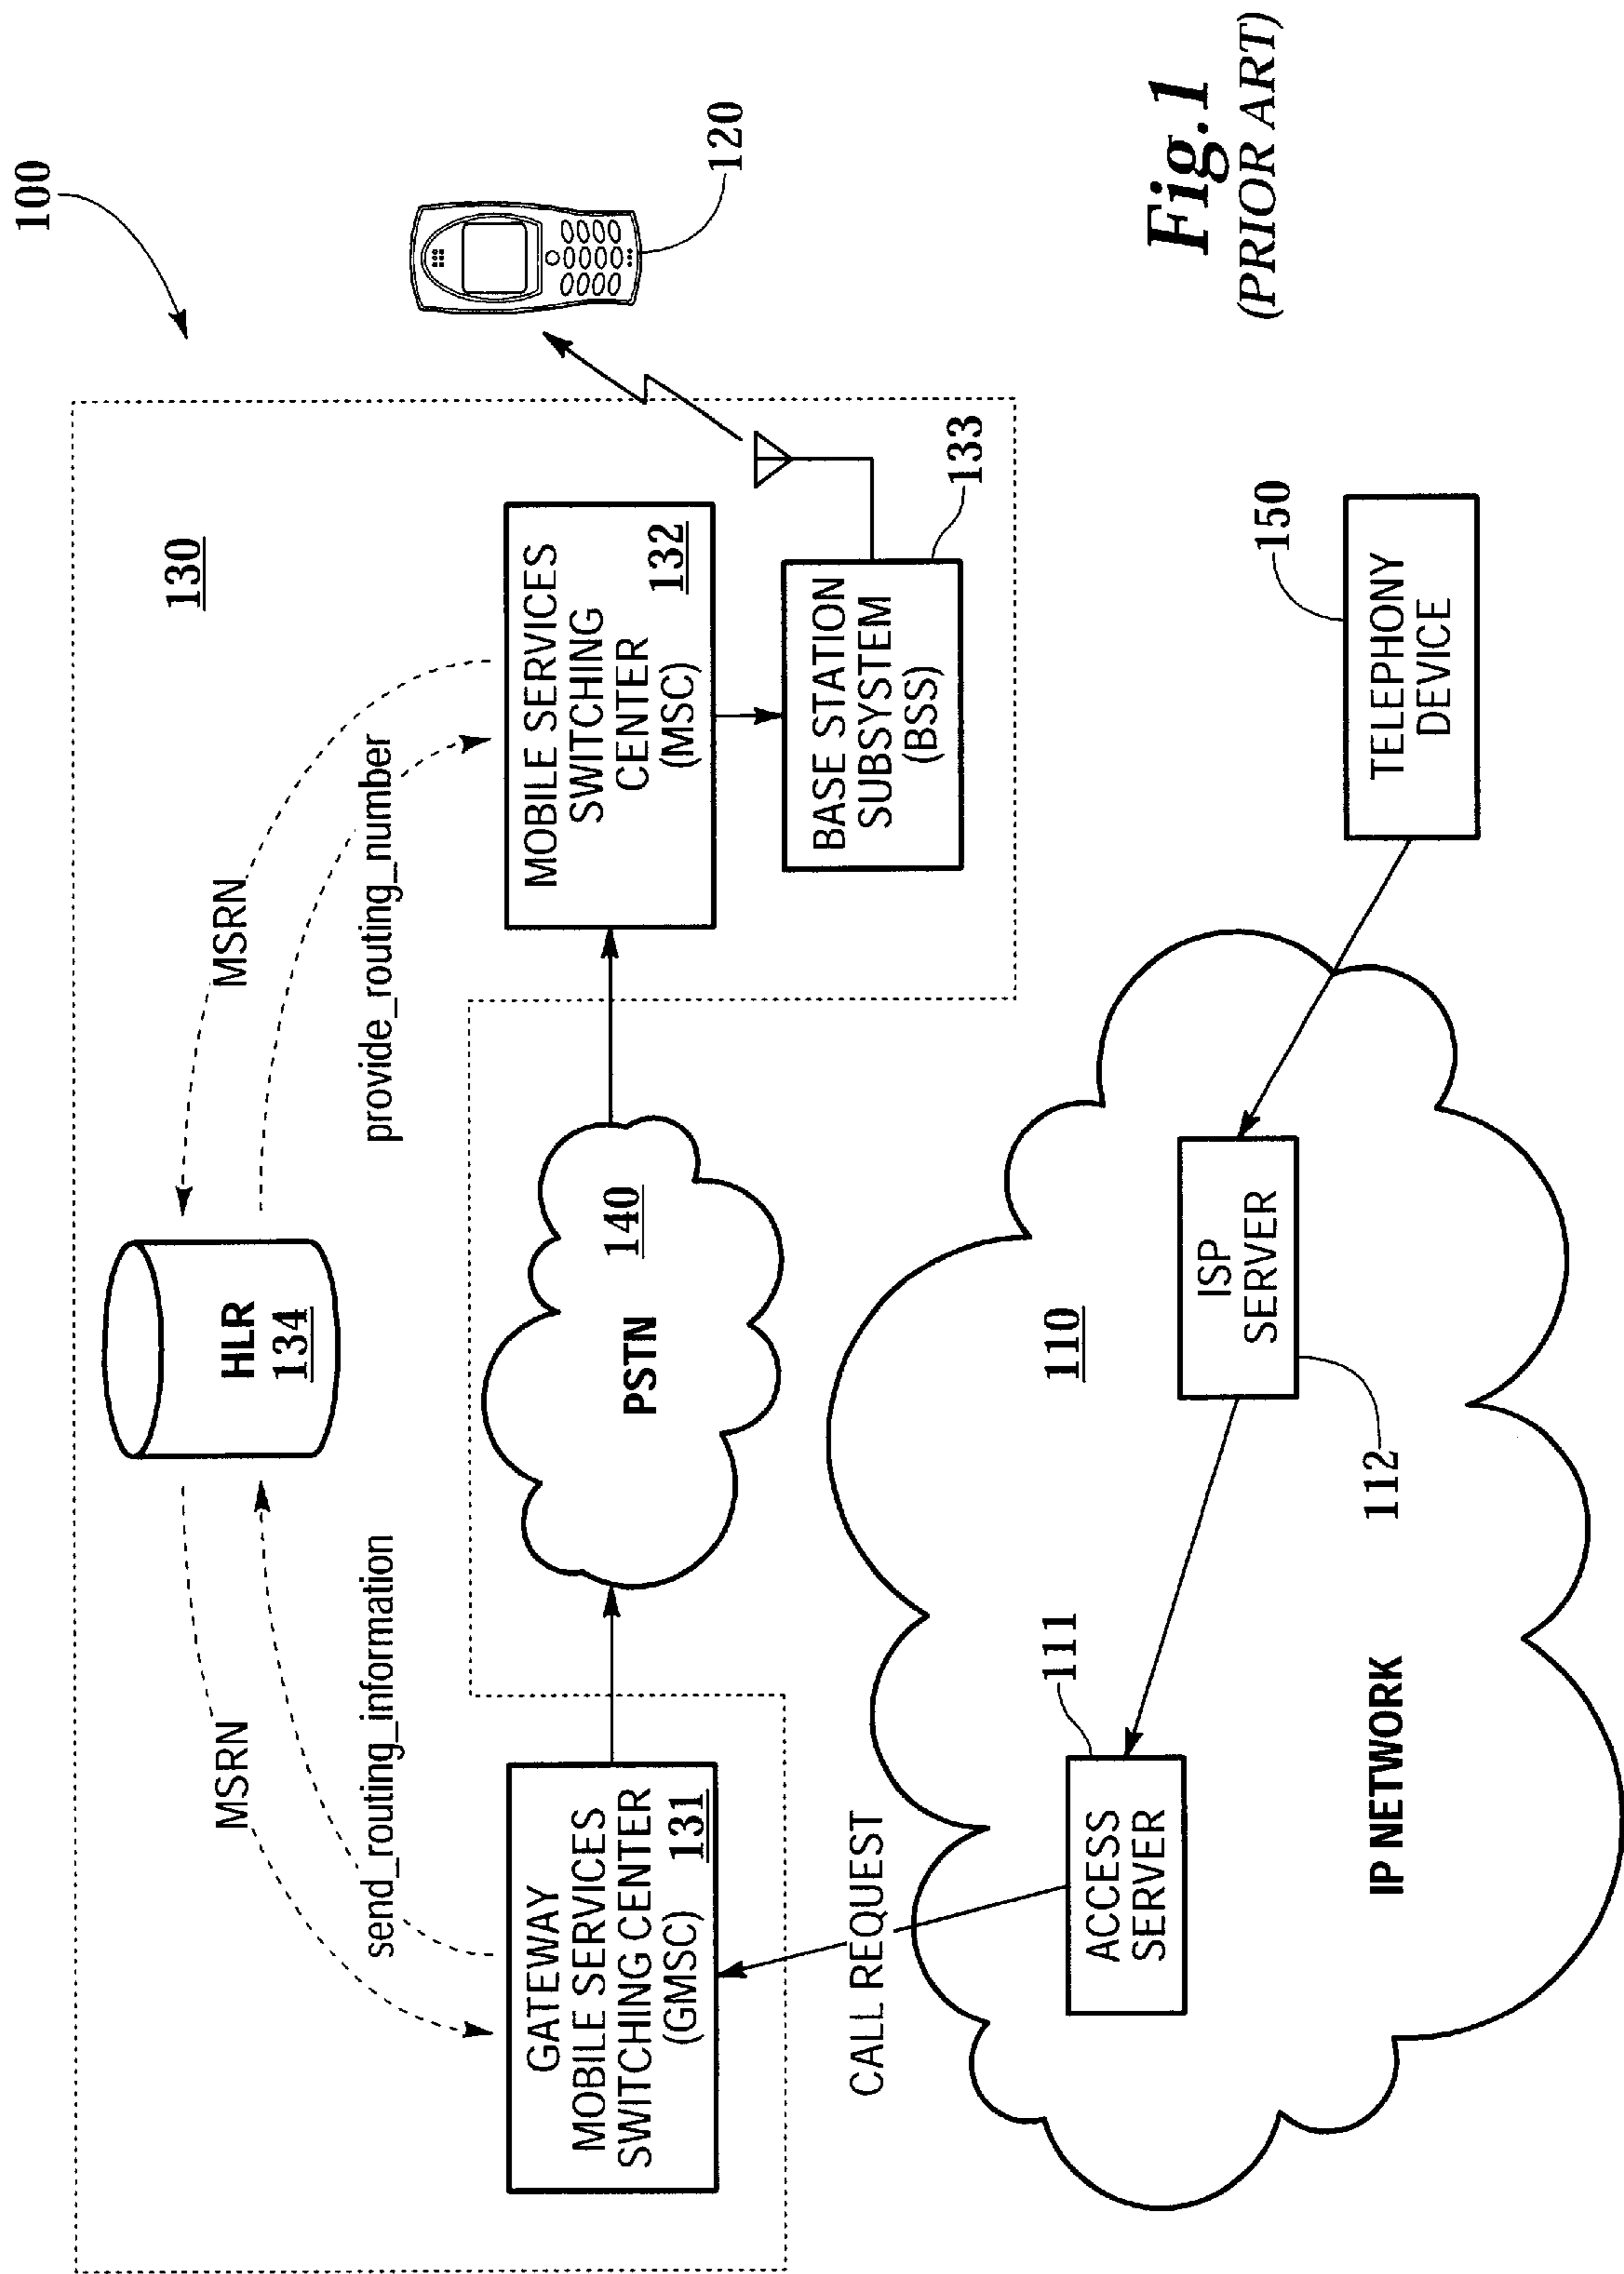 100
130
MSRN
MSRN
HLR
134
send_routing_information
provide_routing_number
120
GATEWAY
MOBILE SERVICES
SWITCHING CENTER
(GMSC)
131
PSTN
140
MOBILE SERVICES
SWITCHING
CENTER
(MSC)
132
BASE STATION
SUBSYSTEM
(BSS)
133
CALL REQUEST
110
111
ACCESS
SERVER
ISP
SERVER
112
IP NETWORK
150
TELEPHONY
DEVICE
Fig.1
(PRIOR ART)